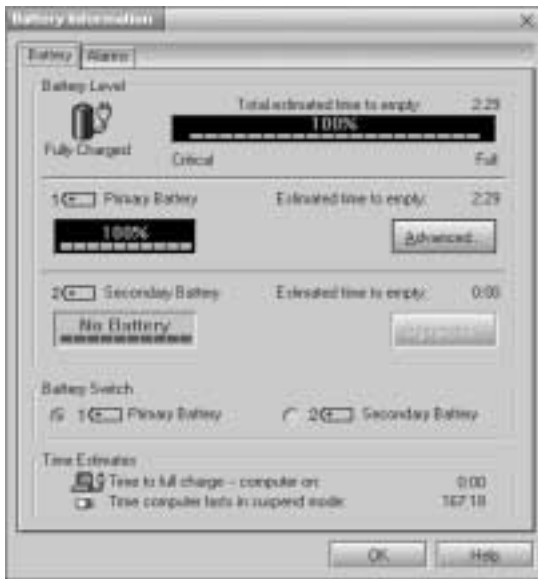 Battery Information
Battery Alarms
Battery Level
Total estimated time to empty: 2:29
100%
Fully Charged
Critical Full
1 Primary Battery Estimated time to empty: 2:29
100%
Advanced...
2 Secondary Battery Estimated time to empty: 0:00
No Battery
Battery Switch
1 Primary Battery 2 Secondary Battery
Time Estimates
Time to full charge - computer on: 0:00
Time computer lasts in suspend mode: 167:18
OK Help